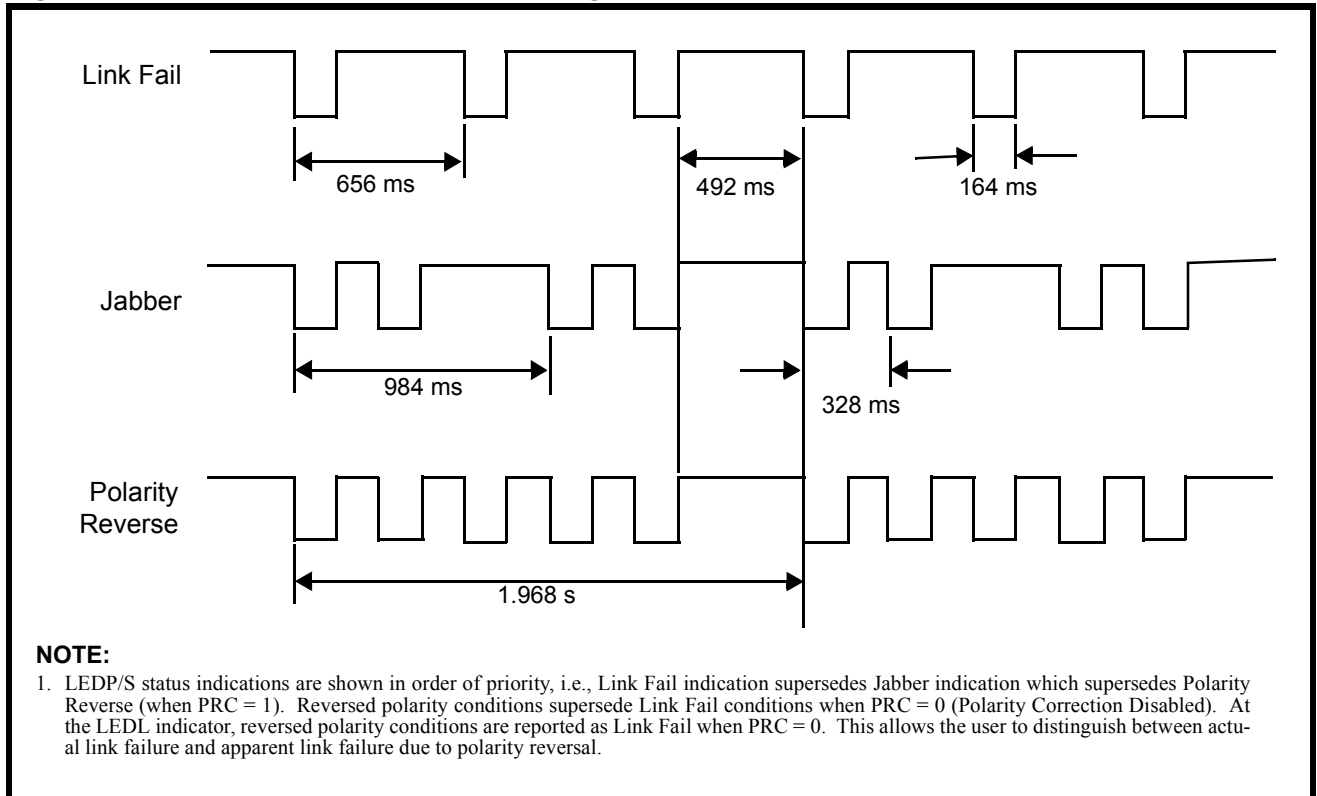 Link Fail
656 ms
492 ms
164 ms
Jabber
984 ms
328 ms
Polarity
Reverse
1.968 s
NOTE:
1. LEDP/S status indications are shown in order of priority, i.e., Link Fail indication supersedes Jabber indication which supersedes Polarity
Reverse (when PRC = 1). Reversed polarity conditions supersede Link Fail conditions when PRC = 0 (Polarity Correction Disabled). At
the LEDL indicator, reversed polarity conditions are reported as Link Fail when PRC = 0. This allows the user to distinguish between actu-
al link failure and apparent link failure due to polarity reversal.